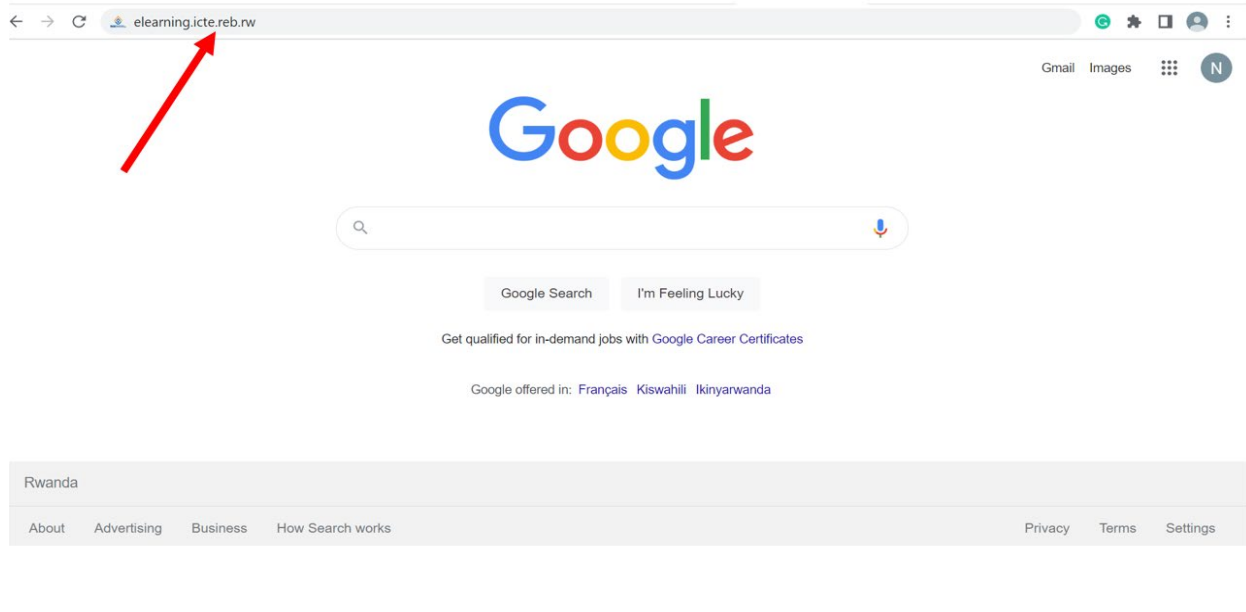 elearning.icte.reb.rw
Gmail Images N
Google
Google Search I'm Feeling Lucky
Get qualified for in-demand jobs with Google Career Certificates
Google offered in: Français Kiswahili Ikinyarwanda
Rwanda
About Advertising Business How Search works Privacy Terms Settings